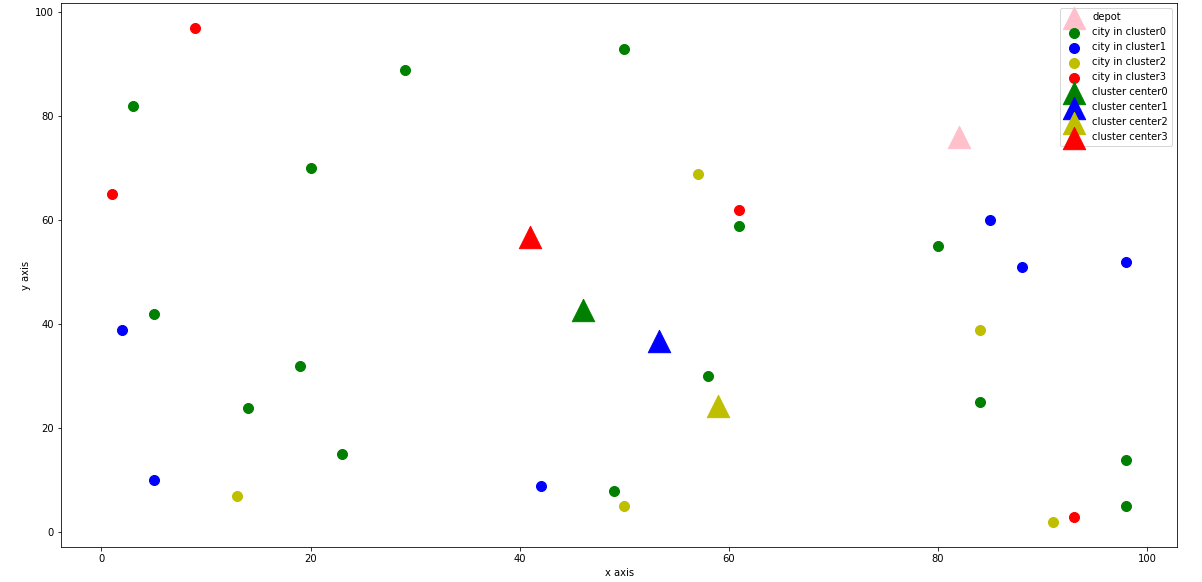 100
80
60
40
20
0
y axis
0
20
40
60
80
100
x axis
depot
city in cluster0
city in cluster1
city in cluster2
city in cluster3
cluster center0
cluster center1
cluster center2
cluster center3